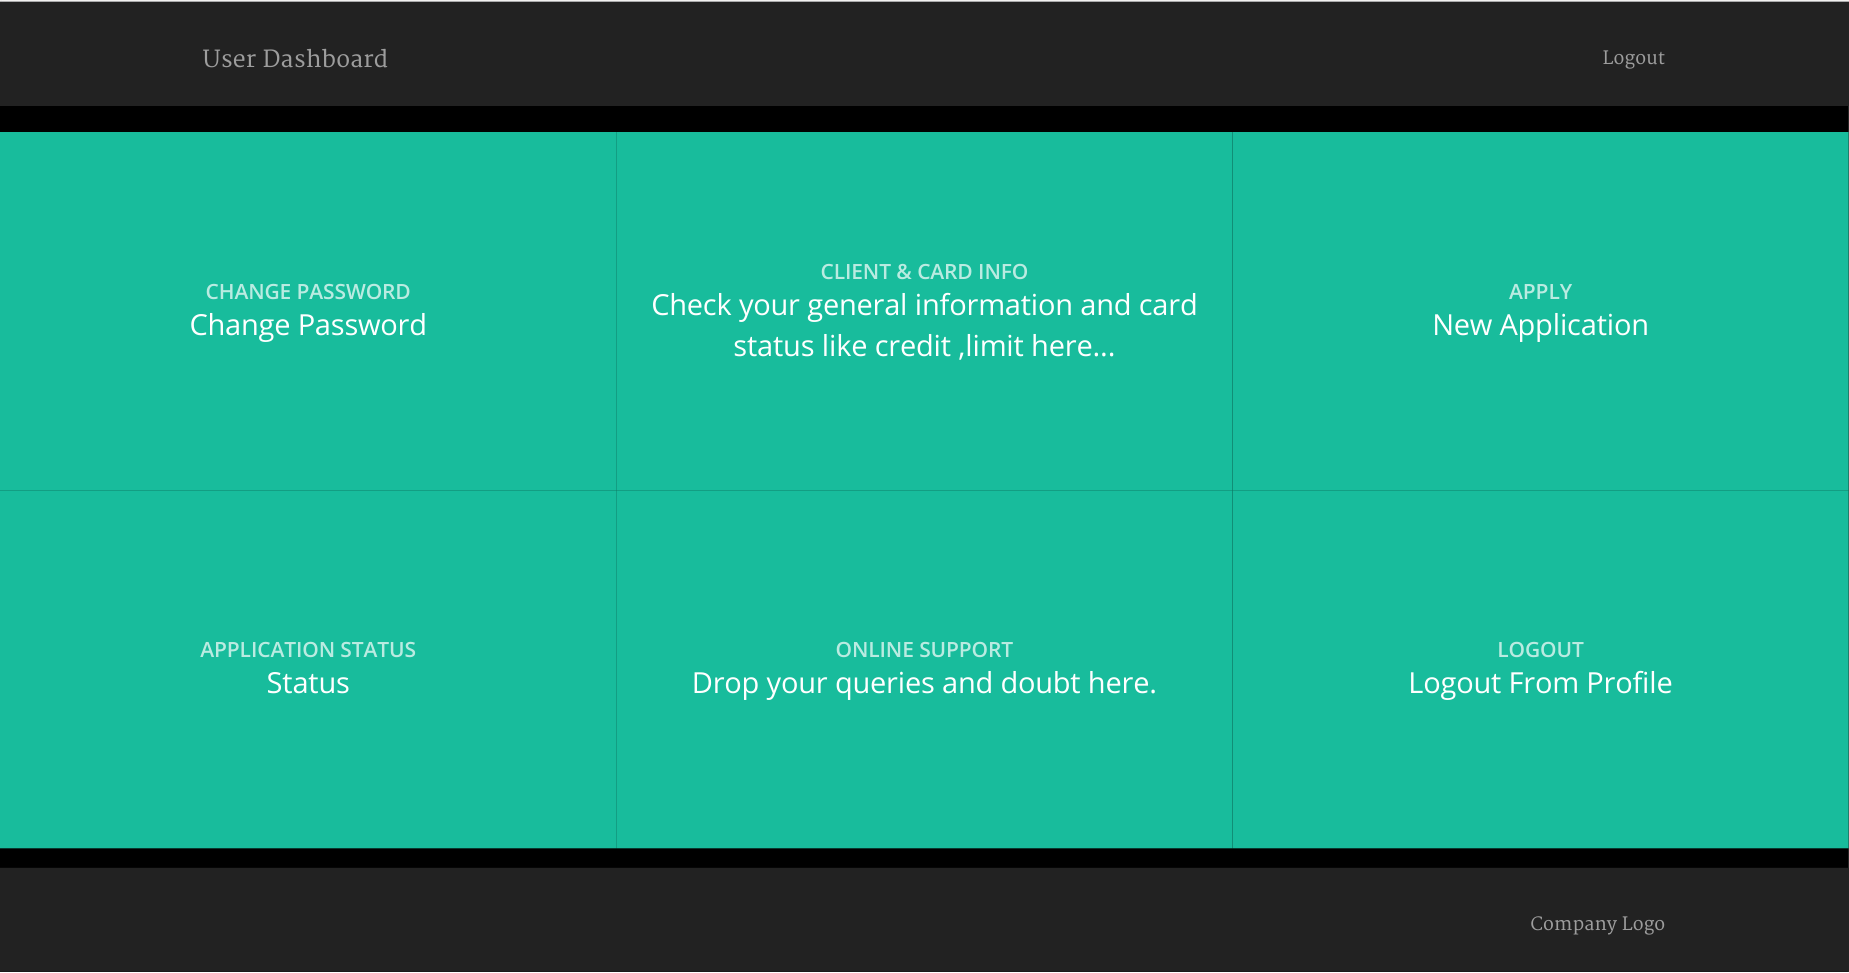 User Dashboard
Logout
CHANGE PASSWORD
Change Password
CLIENT & CARD INFO
Check your general information and card
status like credit ,limit here...
APPLY
New Application
APPLICATION STATUS
Status
ONLINE SUPPORT
Drop your queries and doubt here.
LOGOUT
Logout From Profile
Company Logo